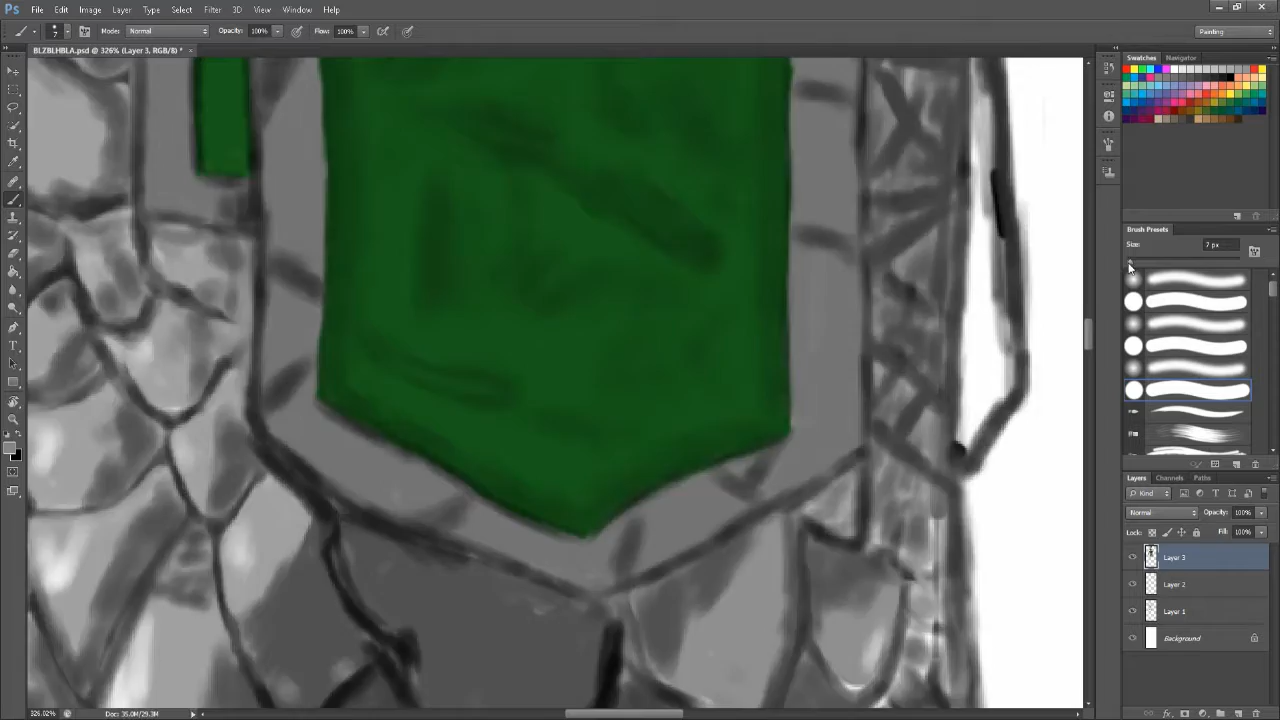 Ps File Edit Image Layer Type Select Filter 3D View Window Help
7 Mode: Normal Opacity: 100% Flow: 100% Painting
BLZBLHBLA.psd @ 326% (Layer 3, RGB/8) * ×
Swatches Navigator
Brush Presets
Size: 7 px
Layers Channels Paths
Kind
Normal Opacity: 100%
Lock: Fill: 100%
Layer 3
Layer 2
Layer 1
Background
326.02% Doc: 35.0M/29.3M